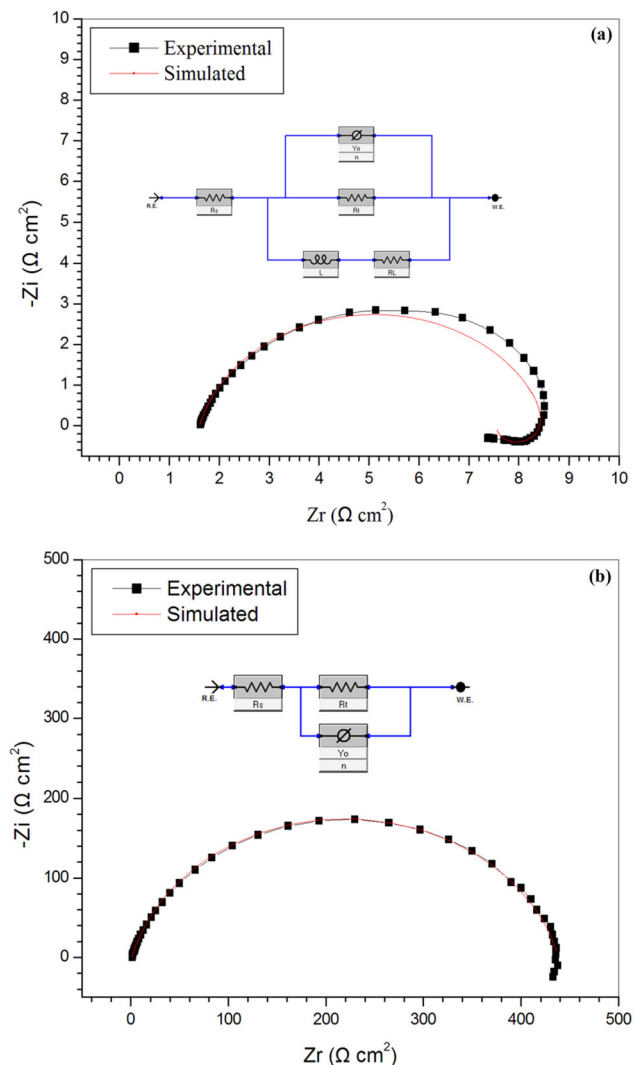 (a)
Experimental
Simulated
10
9
8
7
6
5
4
3
2
1
0
-Zi (Ω cm²)
Yo
n
R.E.
Rs
Rt
W.E.
L
RL
0 1 2 3 4 5 6 7 8 9 10
Zr (Ω cm²)
(b)
Experimental
Simulated
500
400
300
200
100
0
-Zi (Ω cm²)
R.E.
Rs
Rt
W.E.
Yo
n
0 100 200 300 400 500
Zr (Ω cm²)